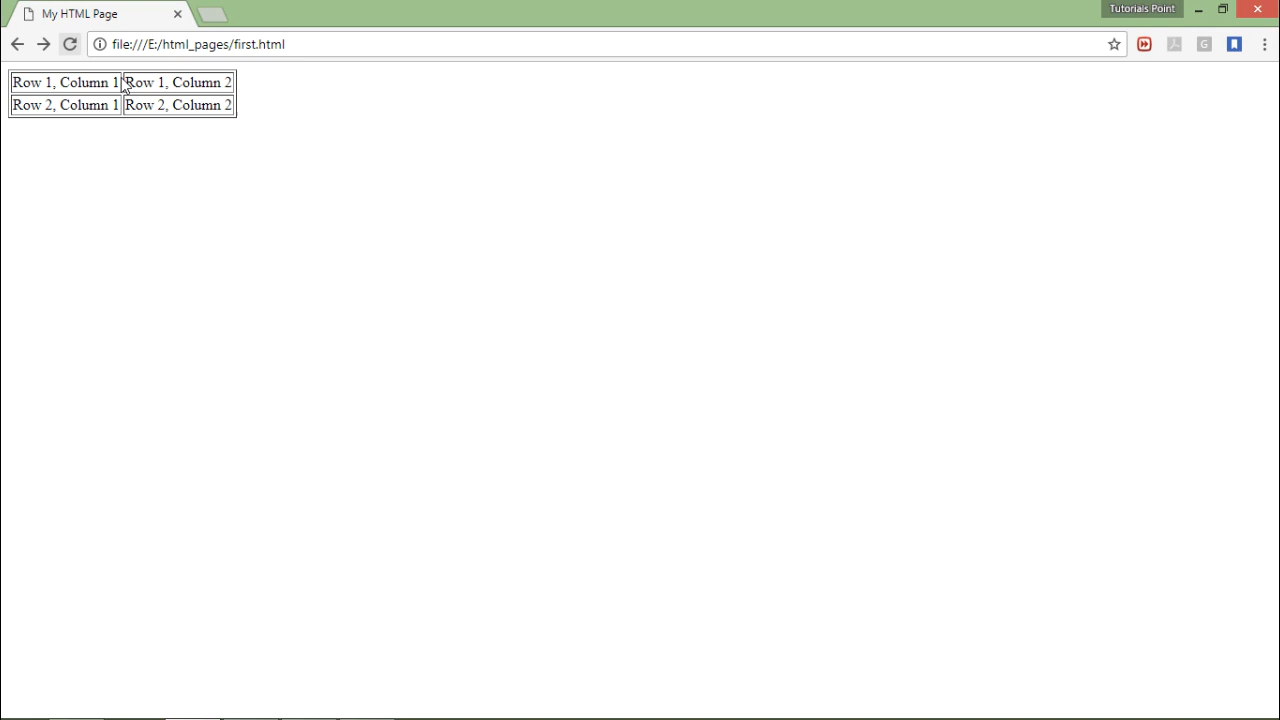 My HTML Page
Tutorials Point
file:///E:/html_pages/first.html
G
Row 1, Column 1 Row 1, Column 2
Row 2, Column 1 Row 2, Column 2